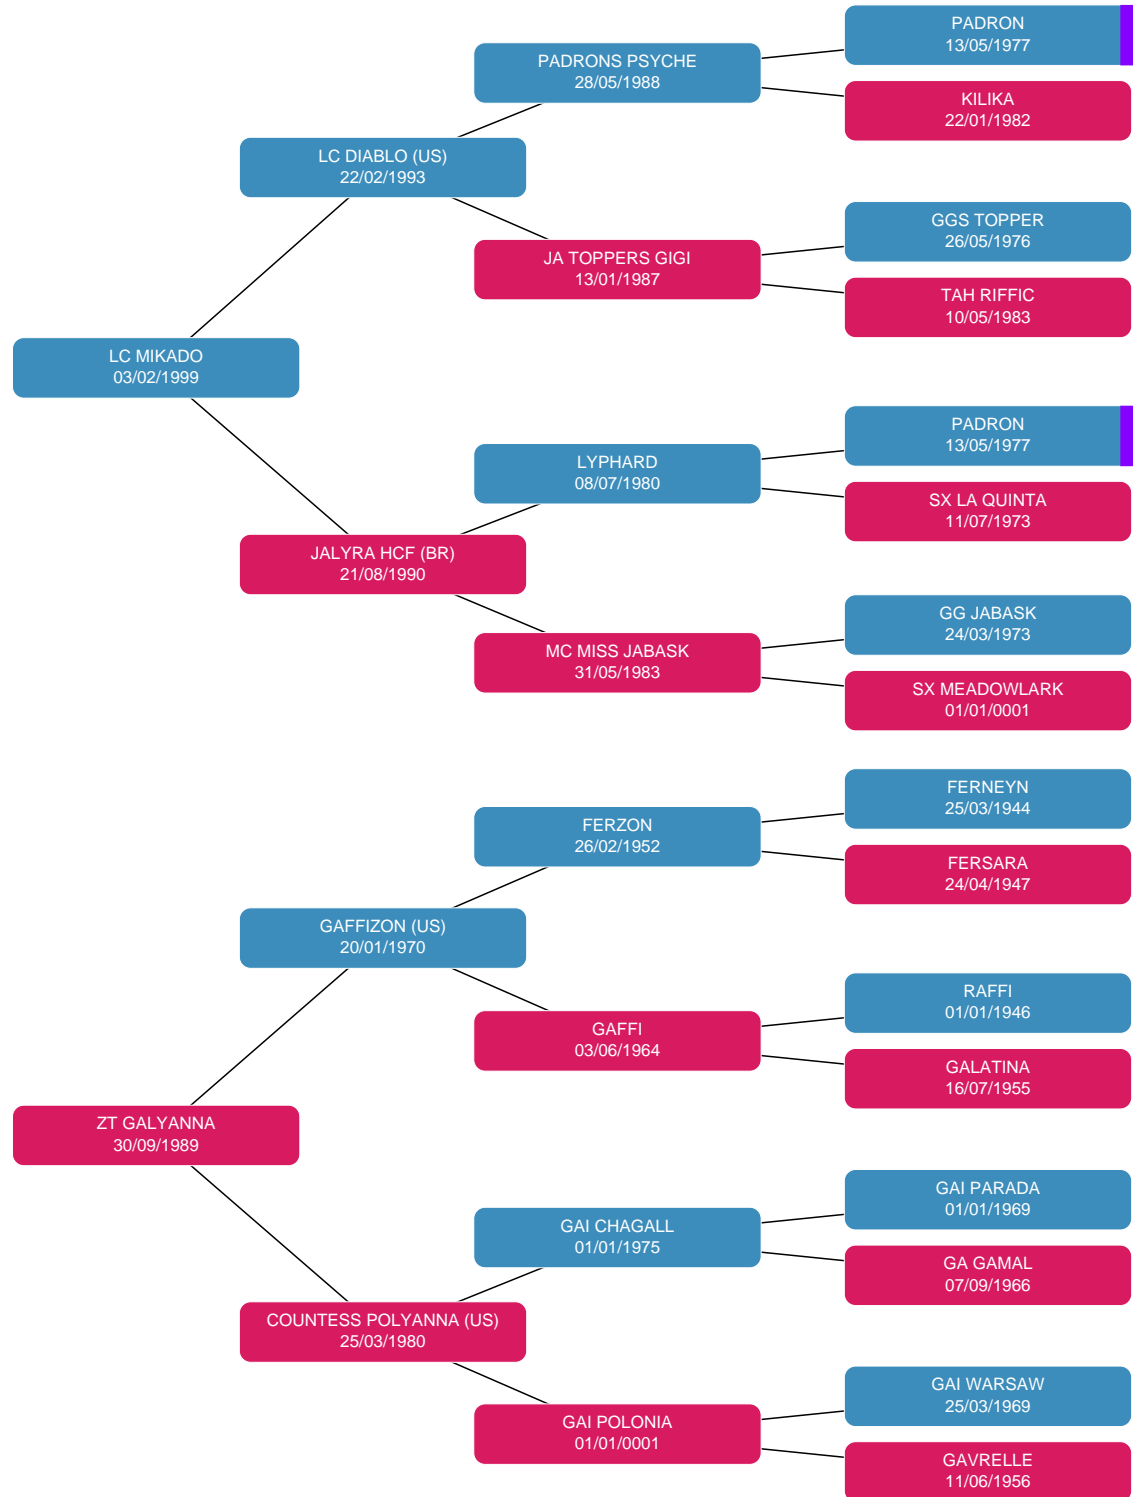 PADRON
13/05/1977
PADRONS PSYCHE
28/05/1988
KILIKA
22/01/1982
LC DIABLO (US)
22/02/1993
GGS TOPPER
26/05/1976
JA TOPPERS GIGI
13/01/1987
TAH RIFFIC
10/05/1983
LC MIKADO
03/02/1999
PADRON
13/05/1977
LYPHARD
08/07/1980
SX LA QUINTA
11/07/1973
JALYRA HCF (BR)
21/08/1990
GG JABASK
24/03/1973
MC MISS JABASK
31/05/1983
SX MEADOWLARK
01/01/0001
FERNEYN
25/03/1944
FERZON
26/02/1952
FERSARA
24/04/1947
GAFFIZON (US)
20/01/1970
RAFFI
01/01/1946
GAFFI
03/06/1964
GALATINA
16/07/1955
ZT GALYANNA
30/09/1989
GAI PARADA
01/01/1969
GAI CHAGALL
01/01/1975
GA GAMAL
07/09/1966
COUNTESS POLYANNA (US)
25/03/1980
GAI WARSAW
25/03/1969
GAI POLONIA
01/01/0001
GAVRELLE
11/06/1956